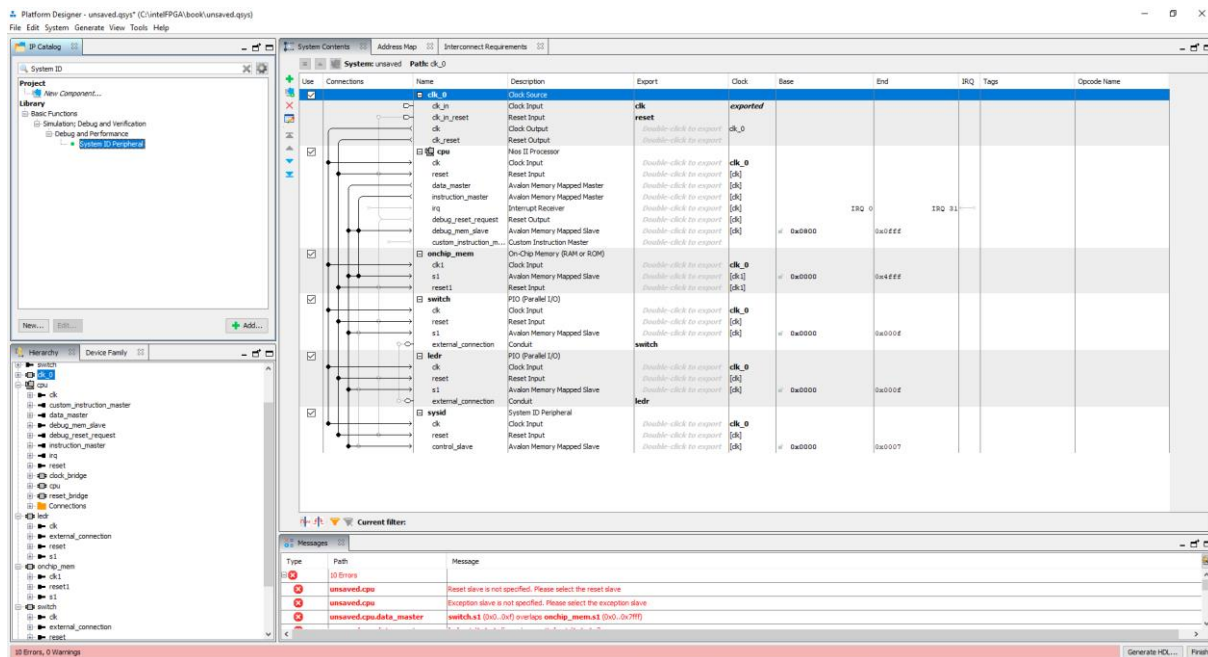 Platform Designer - unsaved.qsys* (C:\intelFPGA\book\unsaved.qsys)
File Edit System Generate View Tools Help
IP Catalog
System ID
Project
New Component...
Library
Basic Functions
Simulation; Debug and Verification
Debug and Performance
System ID Peripheral
New... Edit... Add...
Hierarchy Device Family
switch
clk_0
cpu
clk
custom_instruction_master
data_master
debug_mem_slave
debug_reset_request
instruction_master
irq
reset
clock_bridge
cpu
reset_bridge
Connections
ledr
clk
external_connection
reset
s1
onchip_mem
clk1
reset1
s1
switch
clk
external_connection
reset
System Contents Address Map Interconnect Requirements
System: unsaved Path: clk_0
Use Connections Name Description Export Clock Base End IRQ Tags Opcode Name
clk_0 Clock Source
clk_in Clock Input clk exported
clk_in_reset Reset Input reset
clk Clock Output Double-click to export clk_0
clk_reset Reset Output Double-click to export
cpu Nios II Processor
clk Clock Input Double-click to export clk_0
reset Reset Input Double-click to export [clk]
data_master Avalon Memory Mapped Master Double-click to export [clk]
instruction_master Avalon Memory Mapped Master Double-click to export [clk]
irq Interrupt Receiver Double-click to export [clk] IRQ 0 IRQ 31
debug_reset_request Reset Output Double-click to export [clk]
debug_mem_slave Avalon Memory Mapped Slave Double-click to export [clk] 0x0800 0x0fff
custom_instruction_m... Custom Instruction Master Double-click to export
onchip_mem On-Chip Memory (RAM or ROM)
clk1 Clock Input Double-click to export clk_0
s1 Avalon Memory Mapped Slave Double-click to export [clk1] 0x0000 0x4fff
reset1 Reset Input Double-click to export [clk1]
switch PIO (Parallel I/O)
clk Clock Input Double-click to export clk_0
reset Reset Input Double-click to export [clk]
s1 Avalon Memory Mapped Slave Double-click to export [clk] 0x0000 0x000f
external_connection Conduit switch
ledr PIO (Parallel I/O)
clk Clock Input Double-click to export clk_0
reset Reset Input Double-click to export [clk]
s1 Avalon Memory Mapped Slave Double-click to export [clk] 0x0000 0x000f
external_connection Conduit ledr
sysid System ID Peripheral
clk Clock Input Double-click to export clk_0
reset Reset Input Double-click to export [clk]
control_slave Avalon Memory Mapped Slave Double-click to export [clk] 0x0000 0x0007
Current filter:
Messages
Type Path Message
10 Errors
unsaved.cpu Reset slave is not specified. Please select the reset slave
unsaved.cpu Exception slave is not specified. Please select the exception slave
unsaved.cpu.data_master switch.s1 (0x0..0xf) overlaps onchip_mem.s1 (0x0..0x7fff)
10 Errors, 0 Warnings
Generate HDL... Finish